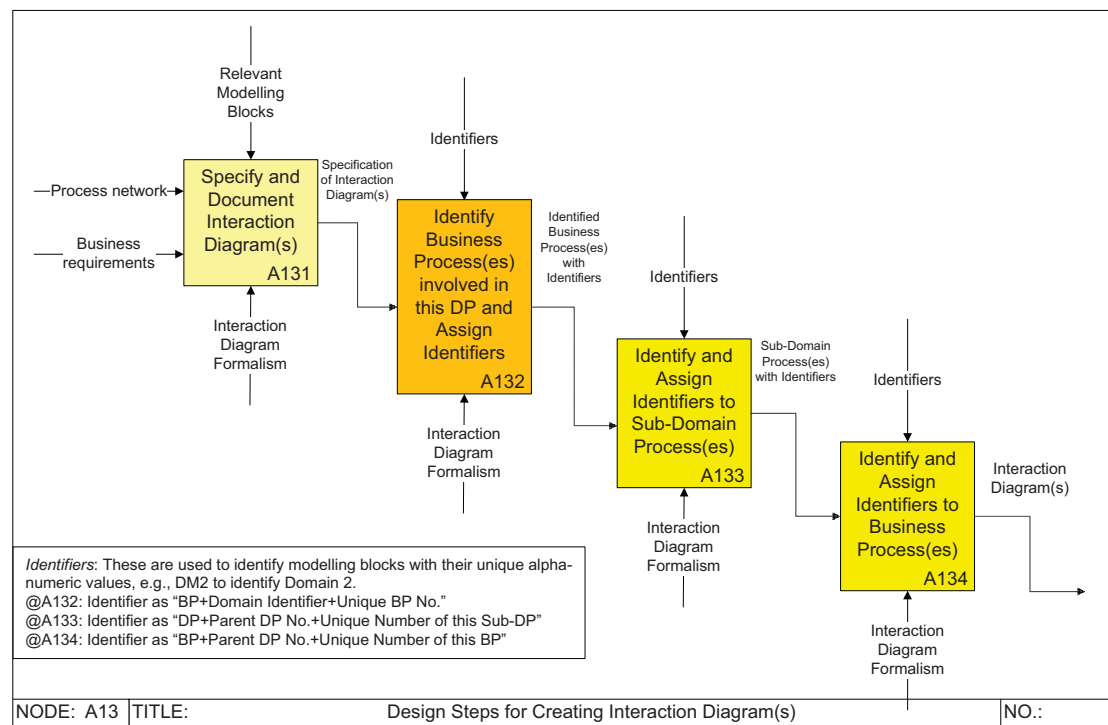 Relevant
Modelling
Blocks
Process network
Business
requirements
Specify and
Document
Interaction
Diagram(s)
A131
Interaction
Diagram
Formalism
Specification
of Interaction
Diagram(s)
Identifiers
Identify
Business
Process(es)
involved in
this DP and
Assign
Identifiers
A132
Interaction
Diagram
Formalism
Identified
Business
Process(es)
with
Identifiers
Identifiers
Identify and
Assign
Identifiers to
Sub-Domain
Process(es)
A133
Interaction
Diagram
Formalism
Sub-Domain
Process(es)
with Identifiers
Identifiers
Identify and
Assign
Identifiers to
Business
Process(es)
A134
Interaction
Diagram
Formalism
Interaction
Diagram(s)
Identifiers: These are used to identify modelling blocks with their unique alpha-
numeric values, e.g., DM2 to identify Domain 2.
@A132: Identifier as “BP+Domain Identifier+Unique BP No.”
@A133: Identifier as “DP+Parent DP No.+Unique Number of this Sub-DP”
@A134: Identifier as “BP+Parent DP No.+Unique Number of this BP”
NODE: A13 TITLE: Design Steps for Creating Interaction Diagram(s) NO.: